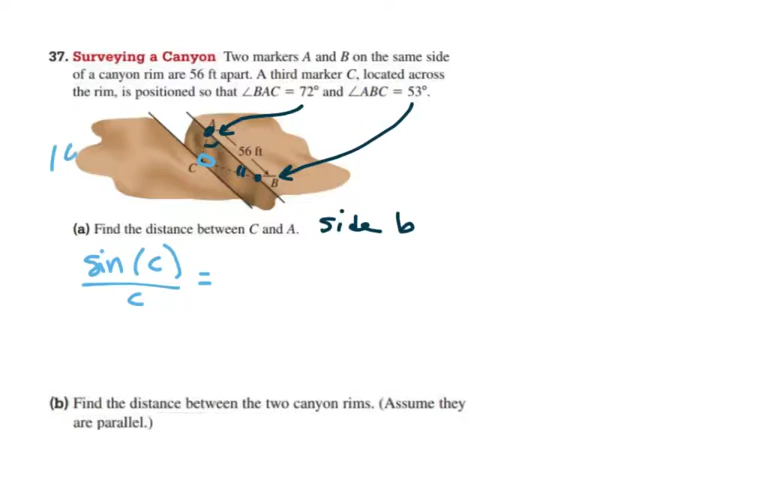 37. Surveying a Canyon Two markers A and B on the same side
of a canyon rim are 56 ft apart. A third marker C, located across
the rim, is positioned so that ∠BAC = 72° and ∠ABC = 53°.
A
56 ft
C
B
(a) Find the distance between C and A. side b
sin(c)
=
c
(b) Find the distance between the two canyon rims. (Assume they
are parallel.)